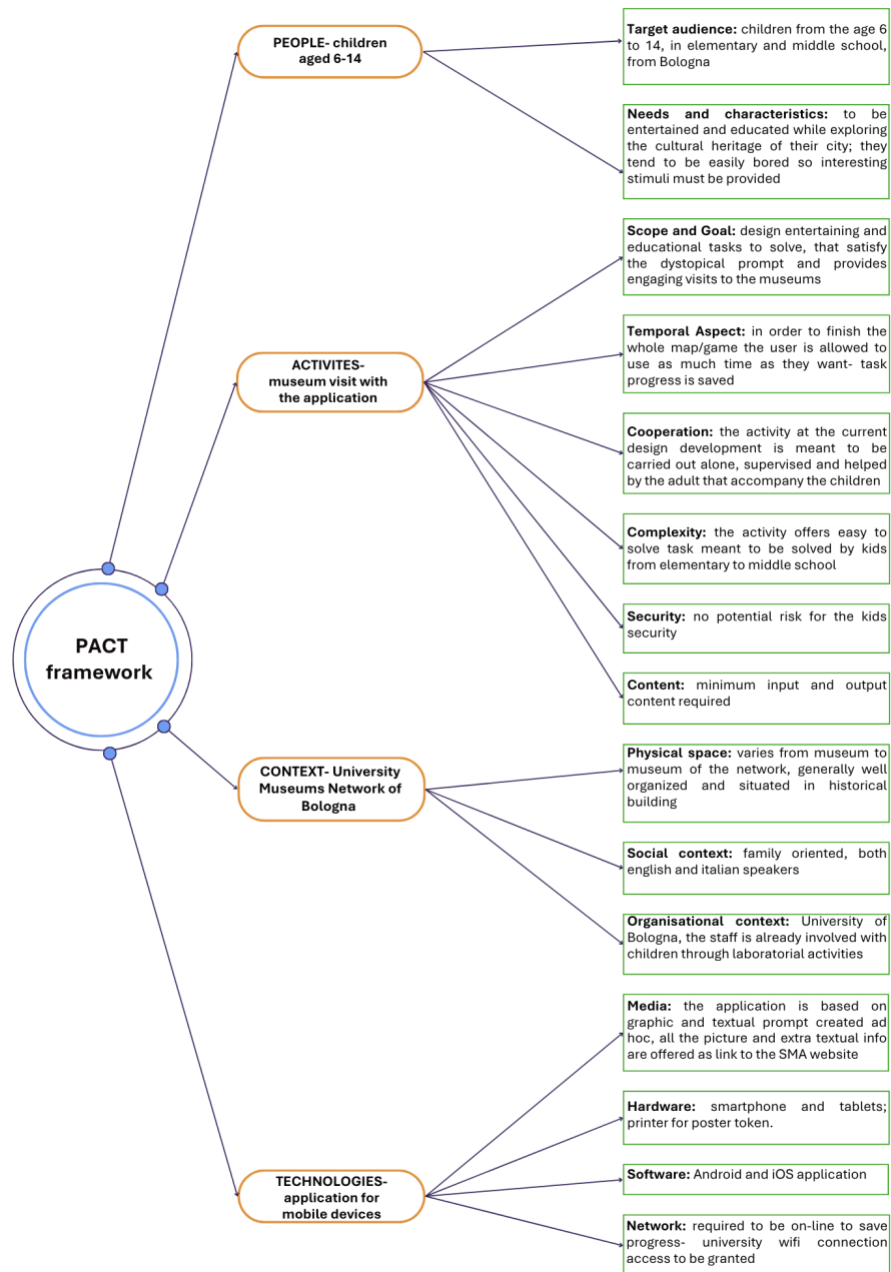 PEOPLE- children
aged 6-14
Target audience: children from the age 6
to 14, in elementary and middle school,
from Bologna
Needs and characteristics: to be
entertained and educated while exploring
the cultural heritage of their city; they
tend to be easily bored so interesting
stimuli must be provided
ACTIVITES-
museum visit with
the application
Scope and Goal: design entertaining and
educational tasks to solve, that satisfy
the dystopical prompt and provides
engaging visits to the museums
Temporal Aspect: in order to finish the
whole map/game the user is allowed to
use as much time as they want- task
progress is saved
Cooperation: the activity at the current
design development is meant to be
carried out alone, supervised and helped
by the adult that accompany the children
Complexity: the activity offers easy to
solve task meant to be solved by kids
from elementary to middle school
Security: no potential risk for the kids
security
Content: minimum input and output
content required
PACT
framework
CONTEXT- University
Museums Network of
Bologna
Physical space: varies from museum to
museum of the network, generally well
organized and situated in historical
building
Social context: family oriented, both
english and italian speakers
Organisational context: University of
Bologna, the staff is already involved with
children through laboratorial activities
TECHNOLOGIES-
application for
mobile devices
Media: the application is based on
graphic and textual prompt created ad
hoc, all the picture and extra textual info
are offered as link to the SMA website
Hardware: smartphone and tablets;
printer for poster token.
Software: Android and iOS application
Network: required to be on-line to save
progress- university wifi connection
access to be granted